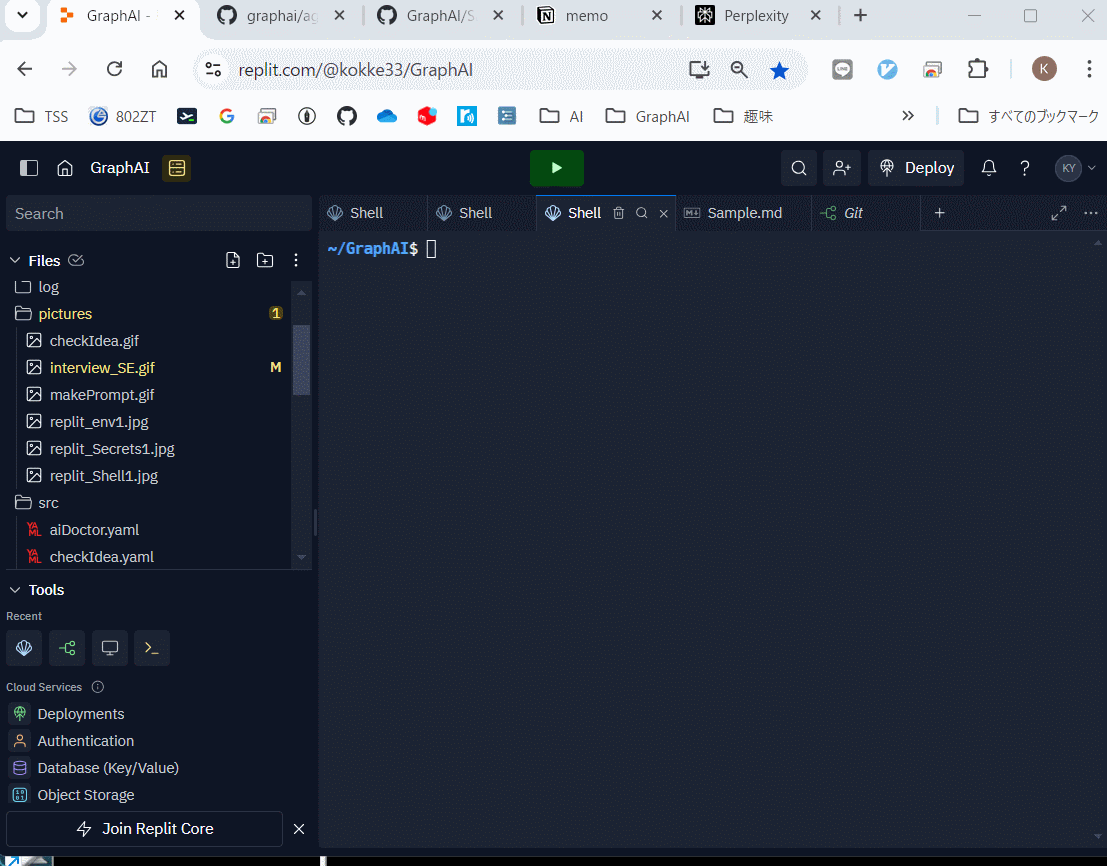 GraphAI -
graphai/ag
GraphAI/S
memo
Perplexity
replit.com/@kokke33/GraphAI
K
TSS
802ZT
AI
GraphAI
趣味
すべてのブックマーク
GraphAI
Deploy
KY
Search
Shell
Shell
Shell
Sample.md
Git
~/GraphAI$
Files
log
pictures
1
checkIdea.gif
interview_SE.gif
M
makePrompt.gif
replit_env1.jpg
replit_Secrets1.jpg
replit_Shell1.jpg
src
aiDoctor.yaml
checkIdea.yaml
Tools
Recent
Cloud Services
Deployments
Authentication
Database (Key/Value)
Object Storage
Join Replit Core